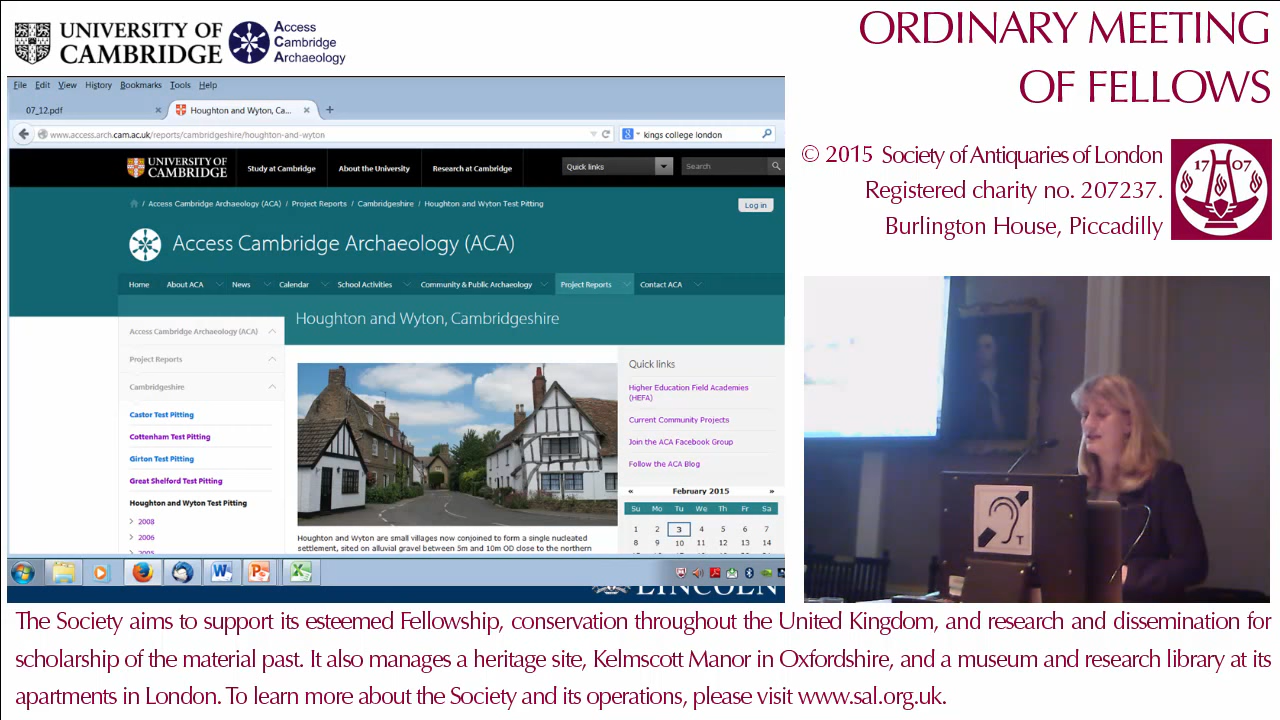 UNIVERSITY OF
CAMBRIDGE
Access
Cambridge
Archaeology
ORDINARY MEETING
OF FELLOWS
© 2015 Society of Antiquaries of London
Registered charity no. 207237.
Burlington House, Piccadilly
17 07
File Edit View History Bookmarks Tools Help
07_12.pdf × Houghton and Wyton, Ca... × +
www.access.arch.cam.ac.uk/reports/cambridgeshire/houghton-and-wyton
kings college london
UNIVERSITY OF
CAMBRIDGE
Study at Cambridge About the University Research at Cambridge Quick links Search
/ Access Cambridge Archaeology (ACA) / Project Reports / Cambridgeshire / Houghton and Wyton Test Pitting
Log in
Access Cambridge Archaeology (ACA)
Home About ACA News Calendar School Activities Community & Public Archaeology Project Reports Contact ACA
Houghton and Wyton, Cambridgeshire
Access Cambridge Archaeology (ACA)
Project Reports
Cambridgeshire
Castor Test Pitting
Cottenham Test Pitting
Girton Test Pitting
Great Shelford Test Pitting
Houghton and Wyton Test Pitting
2008
2006
2005
Houghton and Wyton are small villages now conjoined to form a single nucleated
settlement, sited on alluvial gravel between 5m and 10m OD close to the northern
Quick links
Higher Education Field Academies
(HEFA)
Current Community Projects
Join the ACA Facebook Group
Follow the ACA Blog
« February 2015 »
Su Mo Tu We Th Fr Sa
1 2 3 4 5 6 7
8 9 10 11 12 13 14
LINCOLN
T
The Society aims to support its esteemed Fellowship, conservation throughout the United Kingdom, and research and dissemination for
scholarship of the material past. It also manages a heritage site, Kelmscott Manor in Oxfordshire, and a museum and research library at its
apartments in London. To learn more about the Society and its operations, please visit www.sal.org.uk.